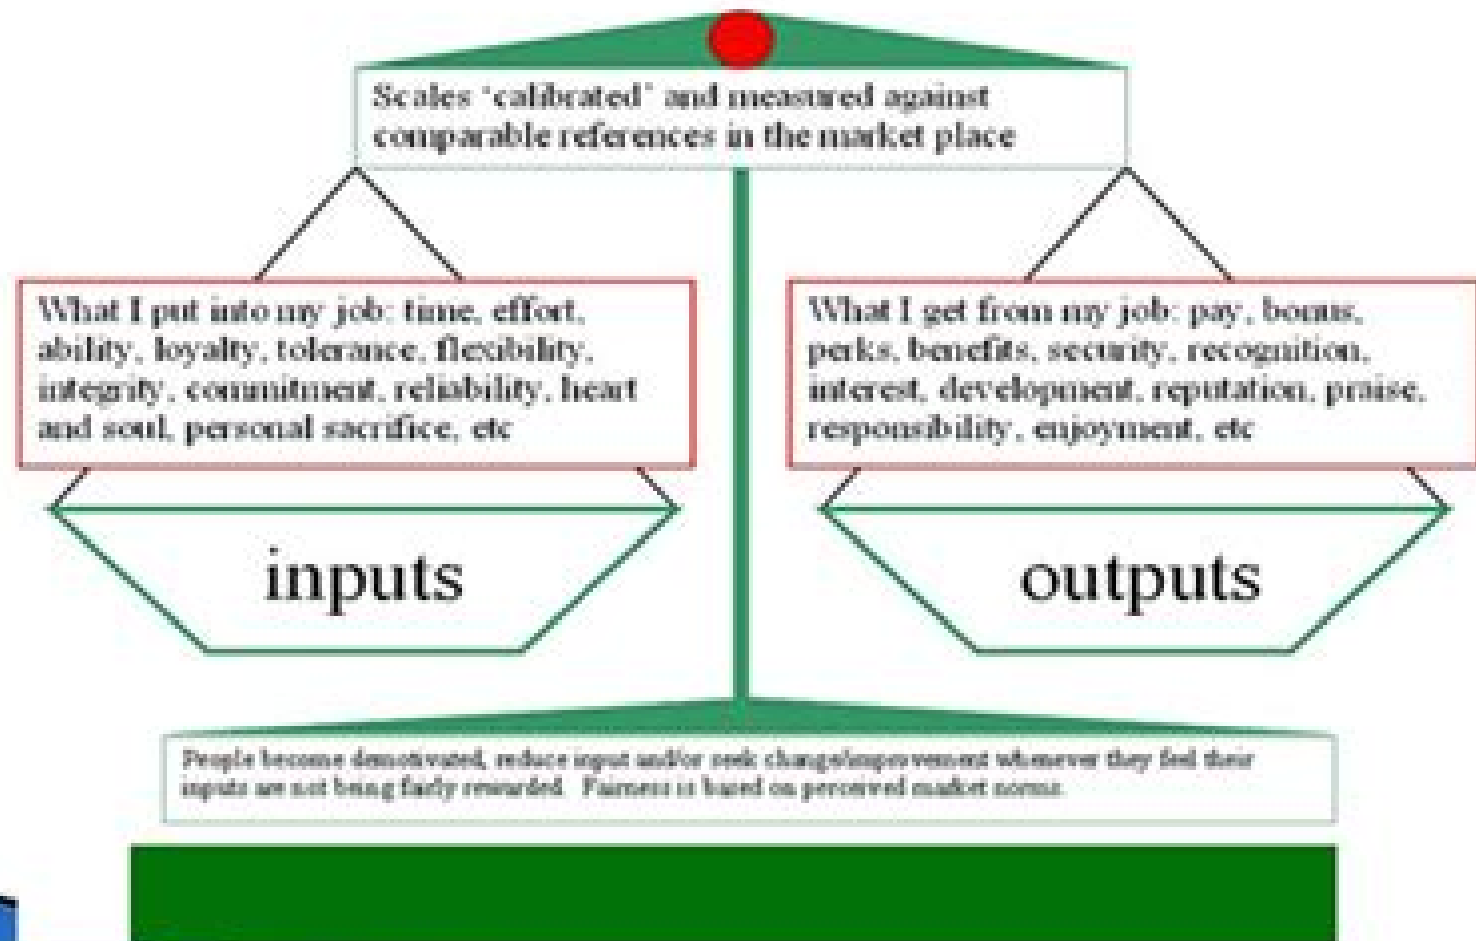 Scales 'calibrated' and measured against
comparable references in the market place
What I put into my job: time, effort,
ability, loyalty, tolerance, flexibility,
integrity, commitment, reliability, heart
and soul, personal sacrifice, etc
What I get from my job: pay, bonus,
perks, benefits, security, recognition,
interest, development, reputation, praise,
responsibility, enjoyment, etc
inputs
outputs
People become demotivated, reduce input and/or seek change/improvement whenever they feel their
inputs are not being fairly rewarded. Fairness is based on perceived market norms.